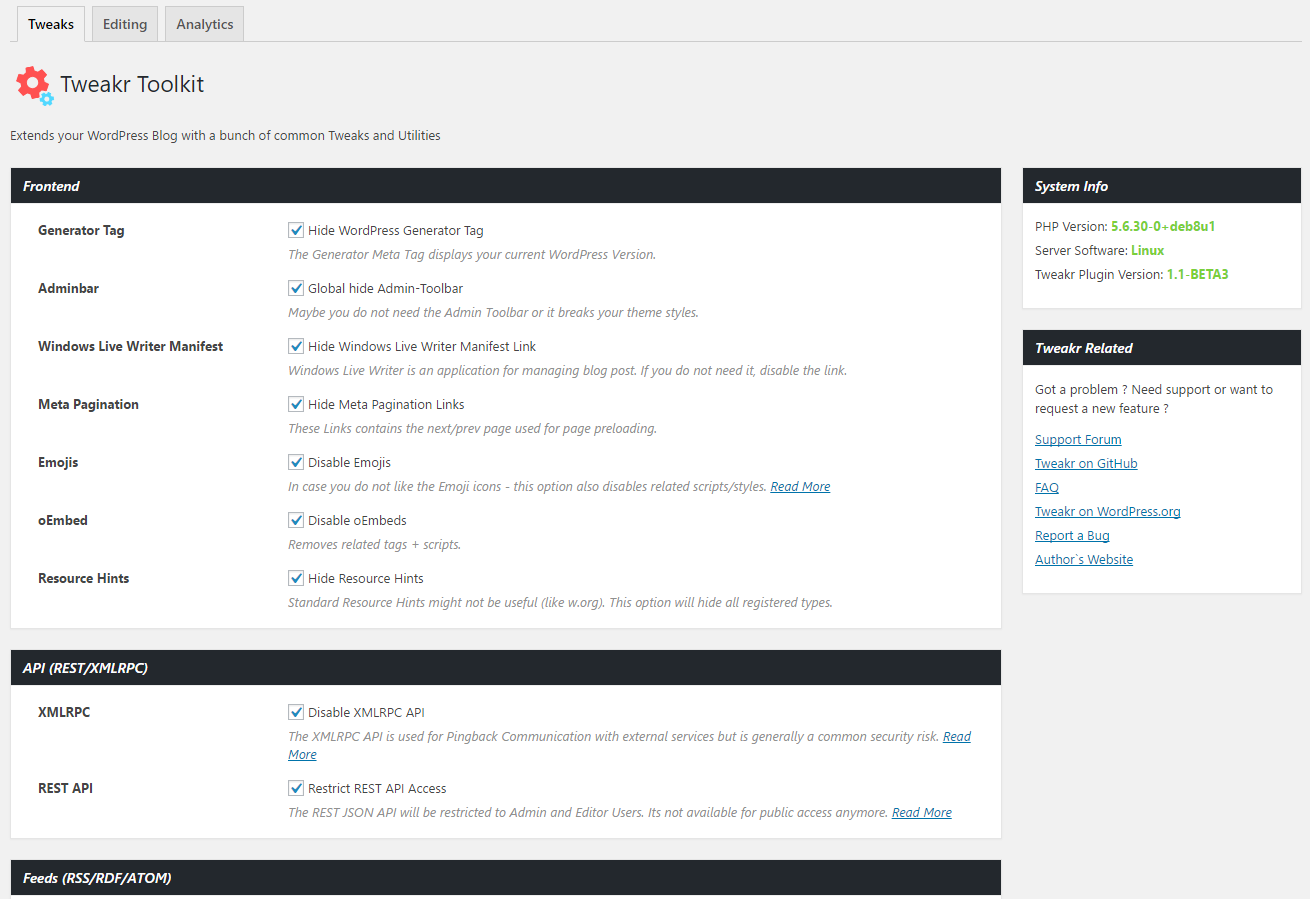 Tweaks
Editing
Analytics
Tweakr Toolkit
Extends your WordPress Blog with a bunch of common Tweaks and Utilities
Frontend
Generator Tag
Hide WordPress Generator Tag
The Generator Meta Tag displays your current WordPress Version.
Adminbar
Global hide Admin-Toolbar
Maybe you do not need the Admin Toolbar or it breaks your theme styles.
Windows Live Writer Manifest
Hide Windows Live Writer Manifest Link
Windows Live Writer is an application for managing blog post. If you do not need it, disable the link.
Meta Pagination
Hide Meta Pagination Links
These Links contains the next/prev page used for page preloading.
Emojis
Disable Emojis
In case you do not like the Emoji icons - this option also disables related scripts/styles. Read More
oEmbed
Disable oEmbeds
Removes related tags + scripts.
Resource Hints
Hide Resource Hints
Standard Resource Hints might not be useful (like w.org). This option will hide all registered types.
API (REST/XMLRPC)
XMLRPC
Disable XMLRPC API
The XMLRPC API is used for Pingback Communication with external services but is generally a common security risk. Read
More
REST API
Restrict REST API Access
The REST JSON API will be restricted to Admin and Editor Users. Its not available for public access anymore. Read More
Feeds (RSS/RDF/ATOM)
System Info
PHP Version: 5.6.30-0+deb8u1
Server Software: Linux
Tweakr Plugin Version: 1.1-BETA3
Tweakr Related
Got a problem ? Need support or want to
request a new feature ?
Support Forum
Tweakr on GitHub
FAQ
Tweakr on WordPress.org
Report a Bug
Author`s Website